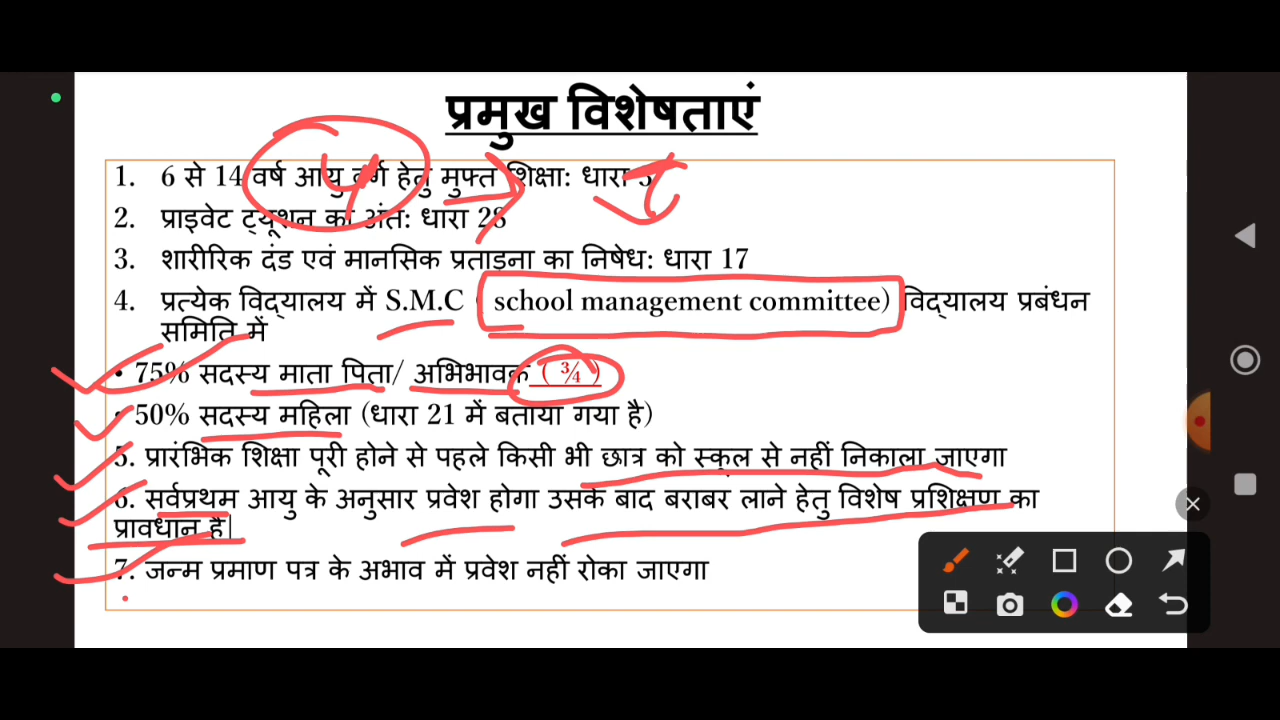 प्रमुख विशेषताएं
1. 6 से 14 वर्ष आयु वर्ग हेतु मुफ्त शिक्षा: धारा
2. प्राइवेट ट्यूशन का अंत: धारा 28
3. शारीरिक दंड एवं मानसिक प्रताड़ना का निषेध: धारा 17
4. प्रत्येक विद्यालय में S.M.C ( school management committee) विद्यालय प्रबंधन
समिति में
• 75% सदस्य माता पिता/ अभिभावक ( ¾ )
• 50% सदस्य महिला (धारा 21 में बताया गया है)
5. प्रारंभिक शिक्षा पूरी होने से पहले किसी भी छात्र को स्कूल से नहीं निकाला जाएगा
6. सर्वप्रथम आयु के अनुसार प्रवेश होगा उसके बाद बराबर लाने हेतु विशेष प्रशिक्षण का
प्रावधान है|
7. जन्म प्रमाण पत्र के अभाव में प्रवेश नहीं रोका जाएगा